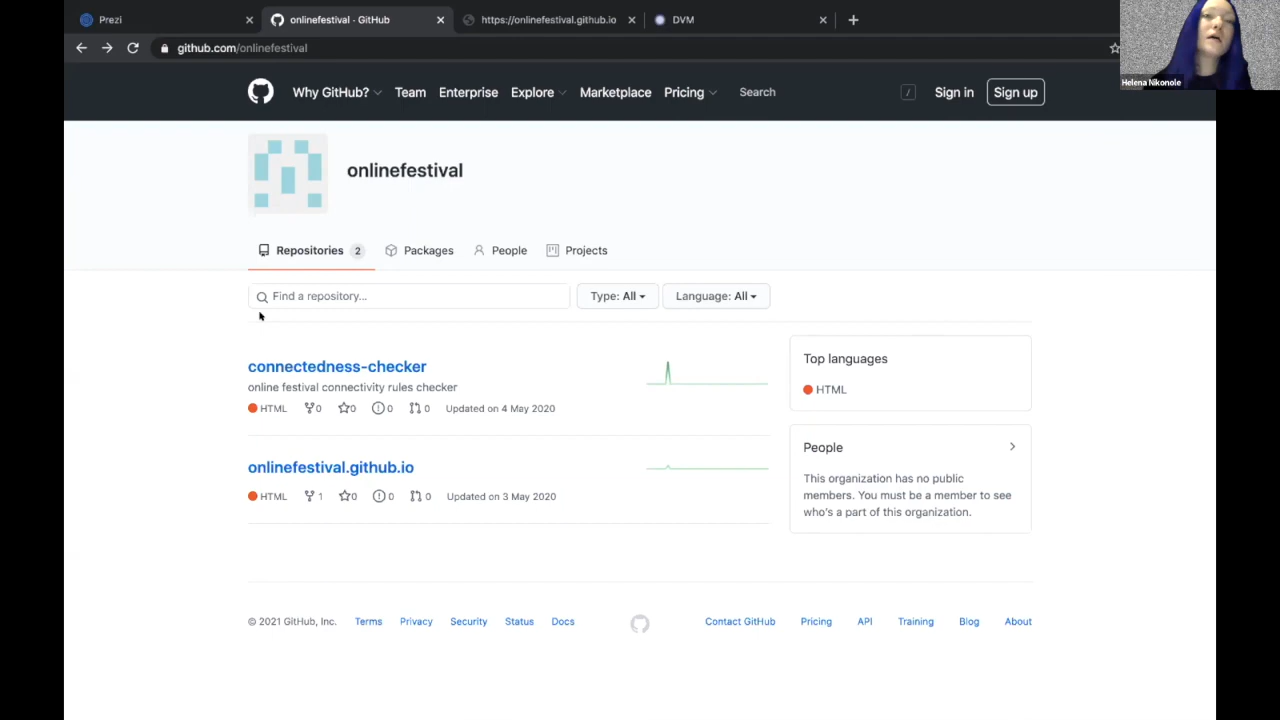 Prezi
onlinefestival - GitHub
https://onlinefestival.github.io
DVM
github.com/onlinefestival
Helena Nikonole
Why GitHub? Team Enterprise Explore Marketplace Pricing Search / Sign in Sign up
onlinefestival
Repositories 2 Packages People Projects
Find a repository... Type: All Language: All
connectedness-checker
online festival connectivity rules checker
HTML 0 0 0 0 Updated on 4 May 2020
onlinefestival.github.io
HTML 1 0 0 0 Updated on 3 May 2020
Top languages
HTML
People
This organization has no public
members. You must be a member to see
who's a part of this organization.
© 2021 GitHub, Inc. Terms Privacy Security Status Docs Contact GitHub Pricing API Training Blog About